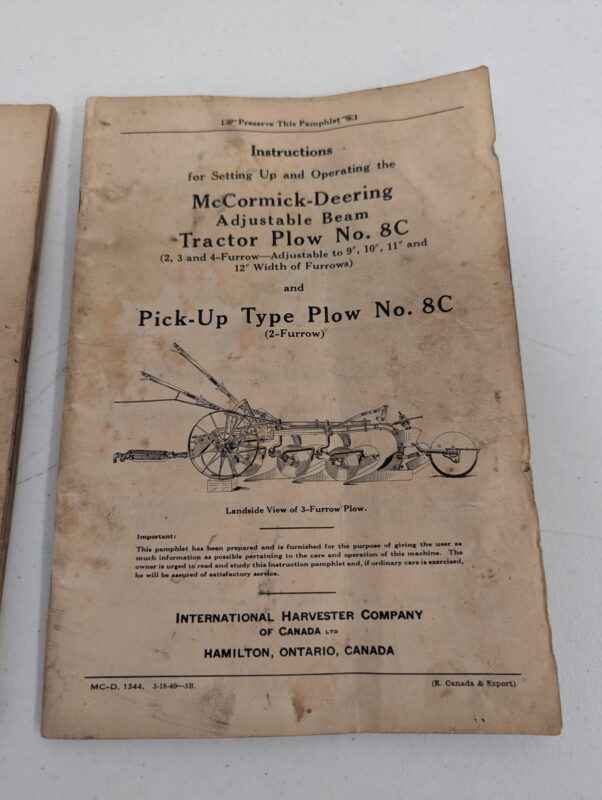 ☞ Preserve This Pamphlet ☜
Instructions
for Setting Up and Operating the
McCormick-Deering
Adjustable Beam
Tractor Plow No. 8C
(2, 3 and 4-Furrow—Adjustable to 9″, 10″, 11″ and
12″ Width of Furrows)
and
Pick-Up Type Plow No. 8C
(2-Furrow)
Landside View of 3-Furrow Plow.
Important:
This pamphlet has been prepared and is furnished for the purpose of giving the user as
much information as possible pertaining to the care and operation of this machine. The
owner is urged to read and study this instruction pamphlet and, if ordinary care is exercised,
he will be assured of satisfactory service.
INTERNATIONAL HARVESTER COMPANY
OF CANADA LTD
HAMILTON, ONTARIO, CANADA
MC-D. 1344. 3-18-40—3H. (E. Canada & Export)